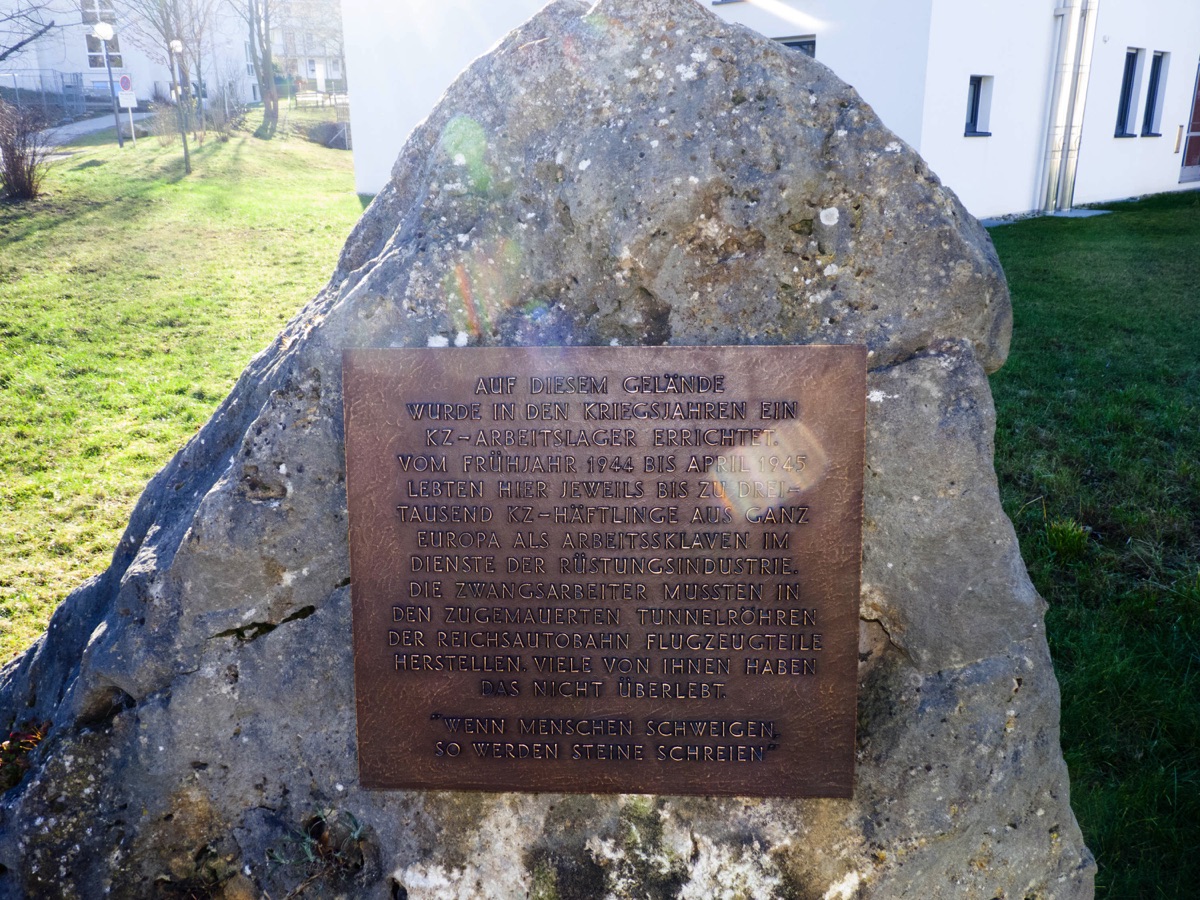 AUF DIESEM GELÄNDE
WURDE IN DEN KRIEGSJAHREN EIN
KZ-ARBEITSLAGER ERRICHTET.
VOM FRÜHJAHR 1944 BIS APRIL 1945
LEBTEN HIER JEWEILS BIS ZU DREI-
TAUSEND KZ-HÄFTLINGE AUS GANZ
EUROPA ALS ARBEITSSKLAVEN IM
DIENSTE DER RÜSTUNGSINDUSTRIE.
DIE ZWANGSARBEITER MUSSTEN IN
DEN ZUGEMAUERTEN TUNNELRÖHREN
DER REICHSAUTOBAHN FLUGZEUGTEILE
HERSTELLEN. VIELE VON IHNEN HABEN
DAS NICHT ÜBERLEBT.
"WENN MENSCHEN SCHWEIGEN,
SO WERDEN STEINE SCHREIEN"